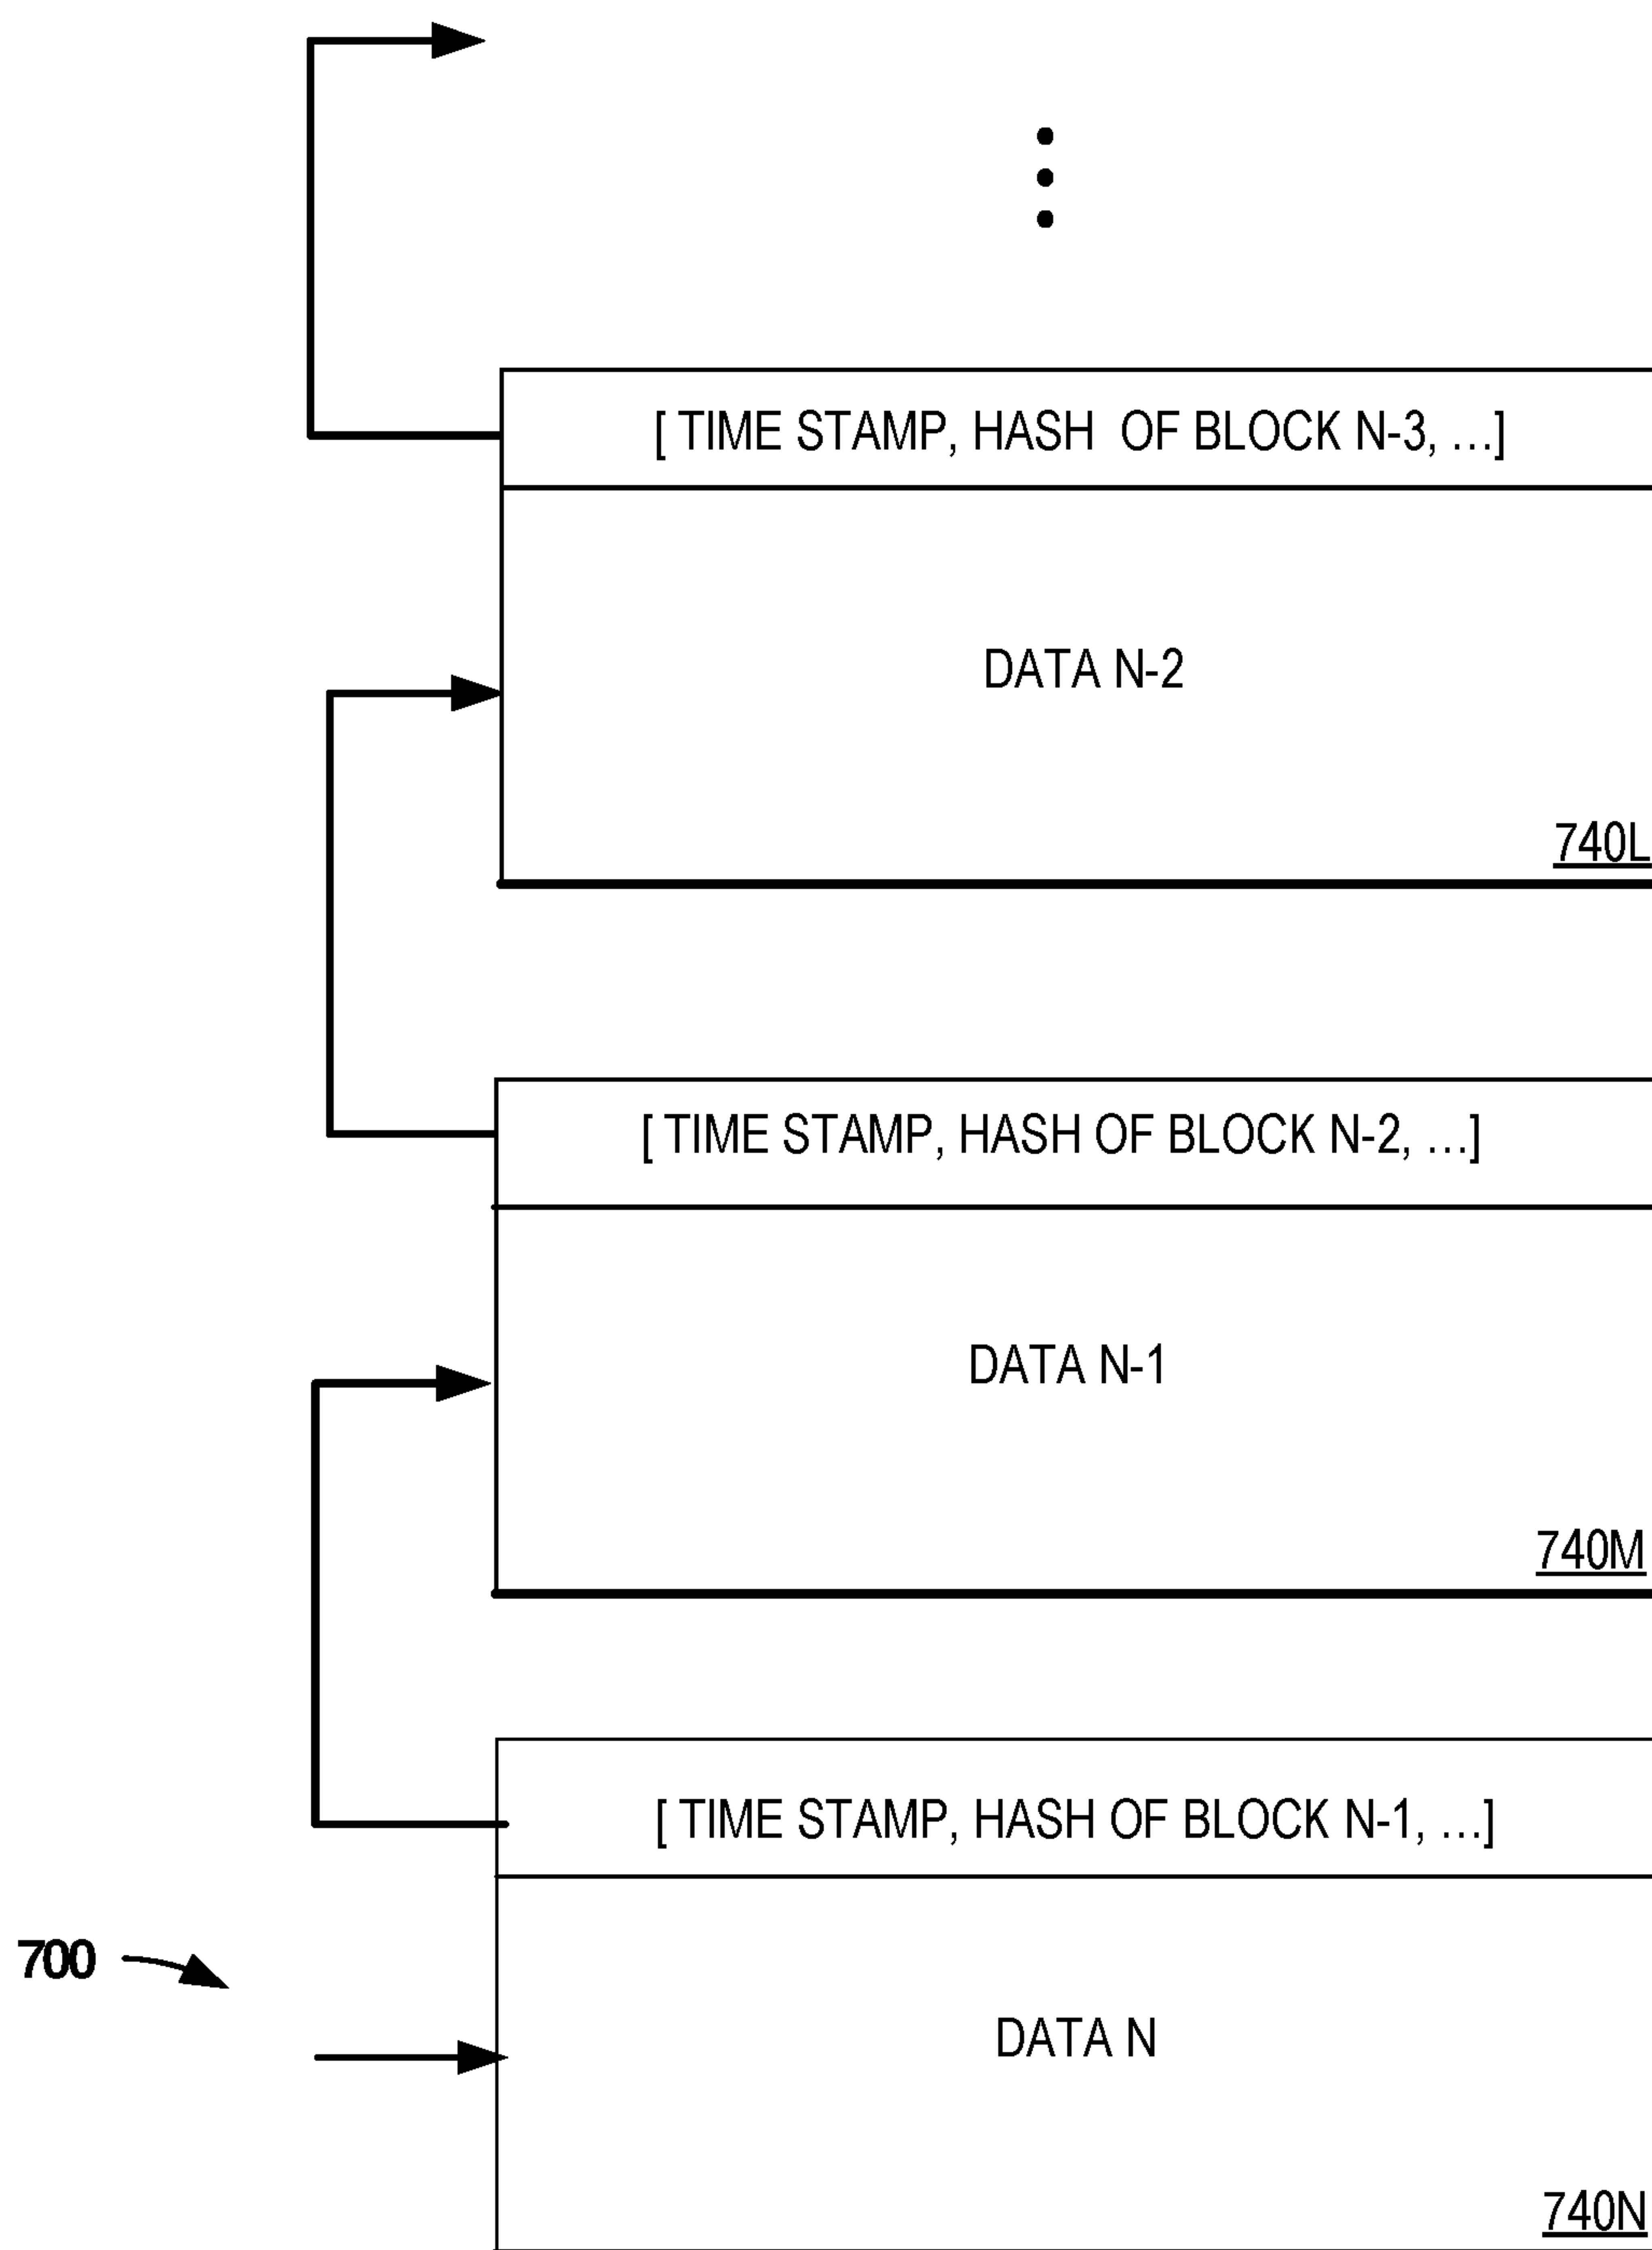 [ TIME STAMP, HASH OF BLOCK N-3, ...]
DATA N-2
740L
[ TIME STAMP, HASH OF BLOCK N-2, ...]
DATA N-1
740M
[ TIME STAMP, HASH OF BLOCK N-1, ...]
700
DATA N
740N